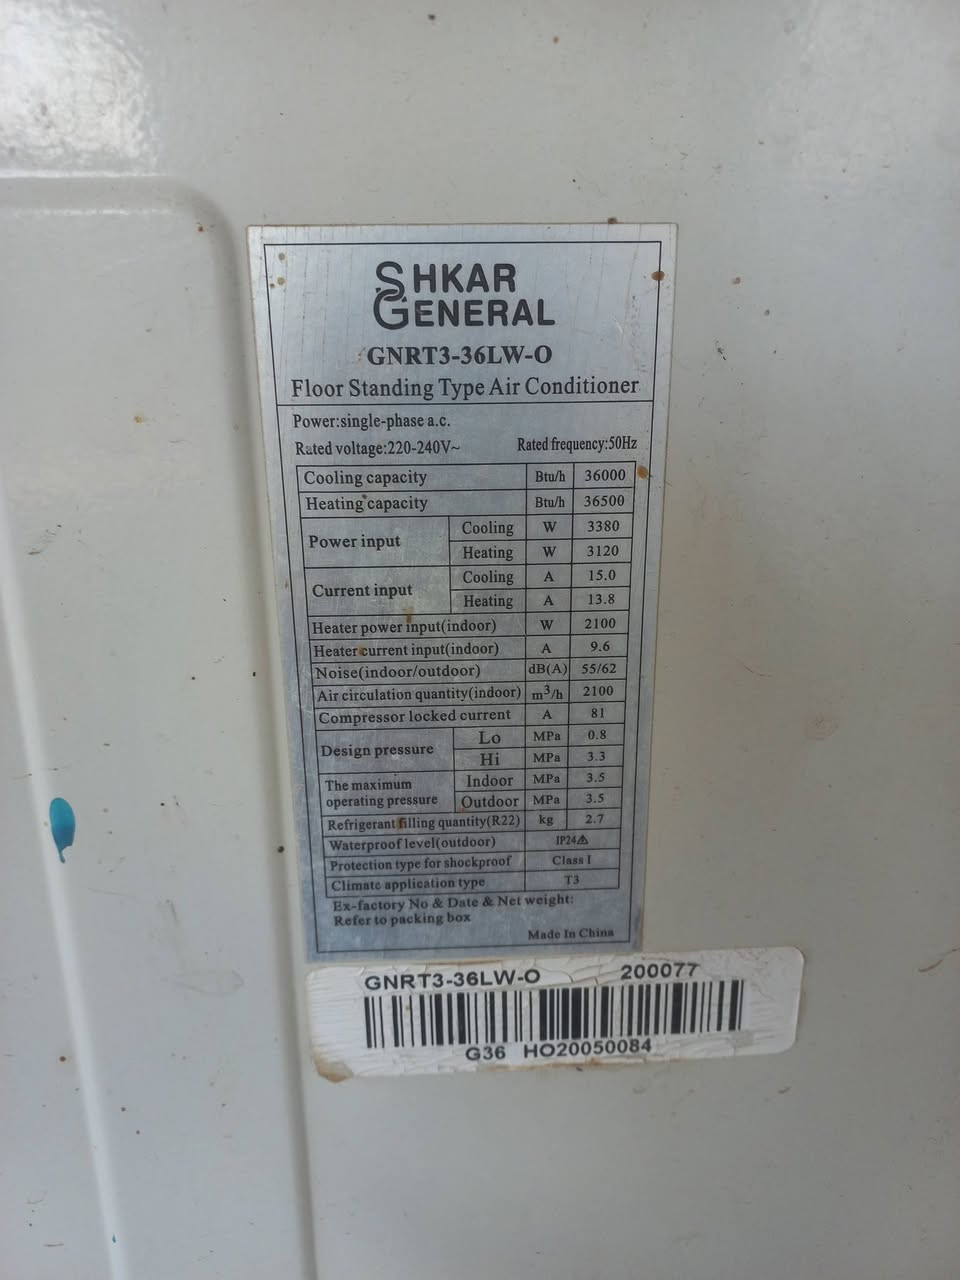 SHKAR
GENERAL
GNRT3-36LW-O
Floor Standing Type Air Conditioner
Power:single-phase a.c.
Rated voltage:220-240V~ Rated frequency:50Hz
Cooling capacity Btu/h 36000
Heating capacity Btu/h 36500
Power input Cooling W 3380
Heating W 3120
Current input Cooling A 15.0
Heating A 13.8
Heater power input(indoor) W 2100
Heater current input(indoor) A 9.6
Noise(indoor/outdoor) dB(A) 55/62
Air circulation quantity(indoor) m³/h 2100
Compressor locked current A 81
Design pressure Lo MPa 0.8
Hi MPa 3.3
The maximum operating pressure Indoor MPa 3.5
Outdoor MPa 3.5
Refrigerant filling quantity(R22) kg 2.7
Waterproof level(outdoor) IP24
Protection type for shockproof Class I
Climate application type T3
Ex-factory No & Date & Net weight:
Refer to packing box
Made In China
GNRT3-36LW-O 200077
G36 HO20050084